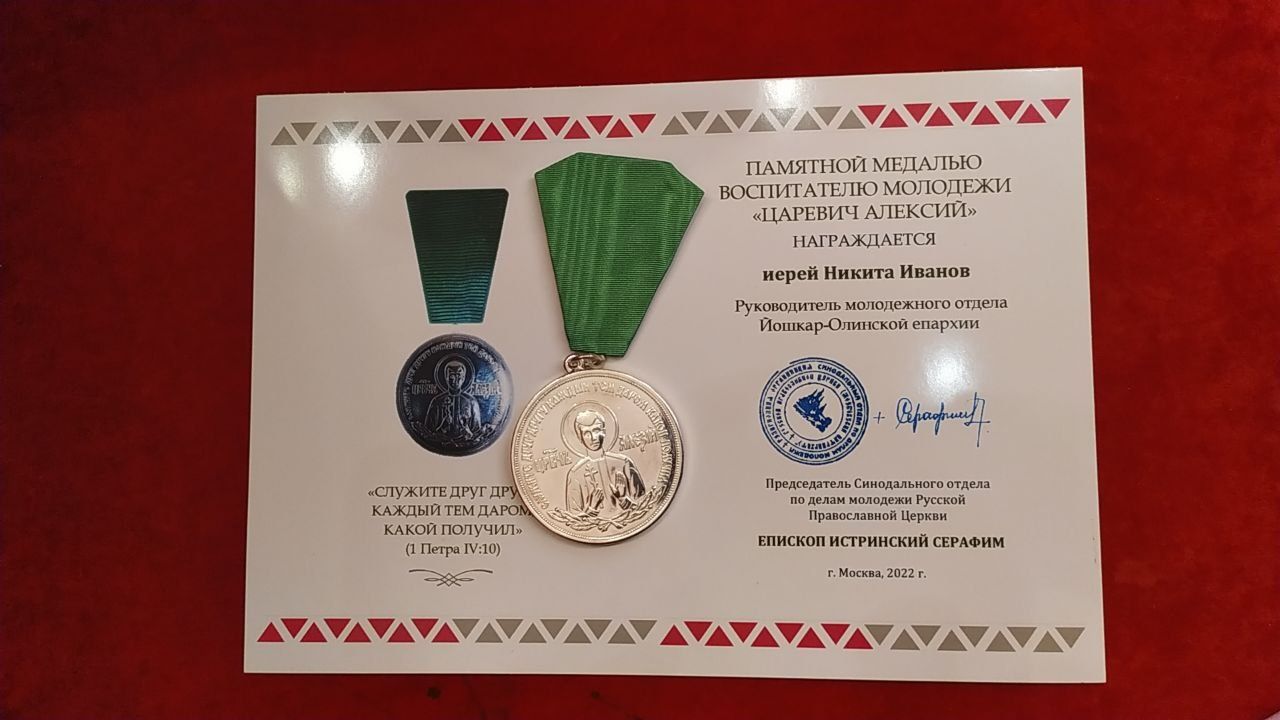 ПАМЯТНОЙ МЕДАЛЬЮ
ВОСПИТАТЕЛЮ МОЛОДЕЖИ
«ЦАРЕВИЧ АЛЕКСИЙ»
НАГРАЖДАЕТСЯ
иерей Никита Иванов
Руководитель молодежного отдела
Йошкар-Олинской епархии
+ Серафим
Председатель Синодального отдела
по делам молодежи Русской
Православной Церкви
ЕПИСКОП ИСТРИНСКИЙ СЕРАФИМ
г. Москва, 2022 г.
«СЛУЖИТЕ ДРУГ
КАЖДЫЙ ТЕМ ДАРОМ
КАКОЙ ПОЛУЧИЛ»
(1 Петра IV:10)